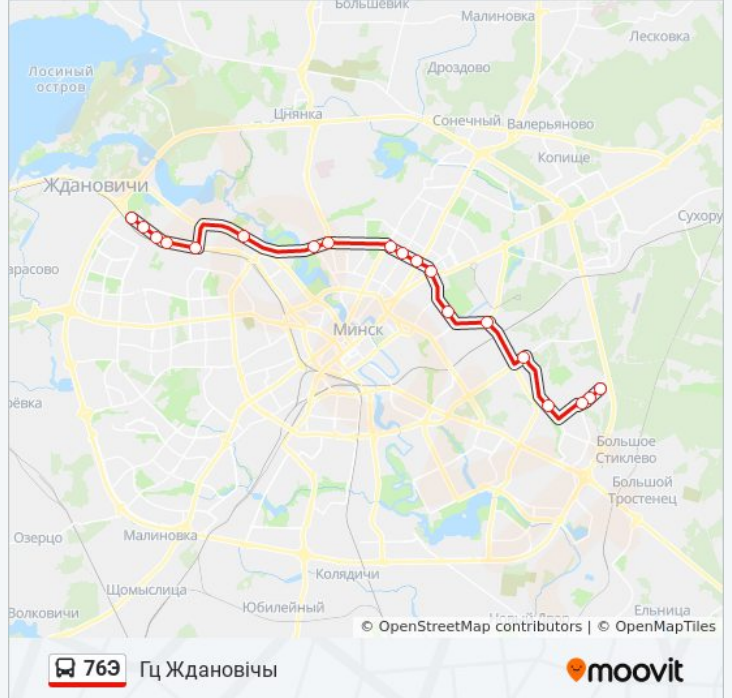 Большевик
Малиновка
Лесковка
Лосиный
остров
Дроздово
Цнянка
Сонечный
Валерьяново
Копище
Ждановичи
Сухору
арасово
Минск
рёвка
Большое
Стиклево
Большой
Тростенец
Озерцо
Малиновка
Колядичи
Щомыслица
Юбилейный
Волковичи
Ельница
© OpenStreetMap contributors | © OpenMapTiles
76Э
Гц Ждановiчы
moovit